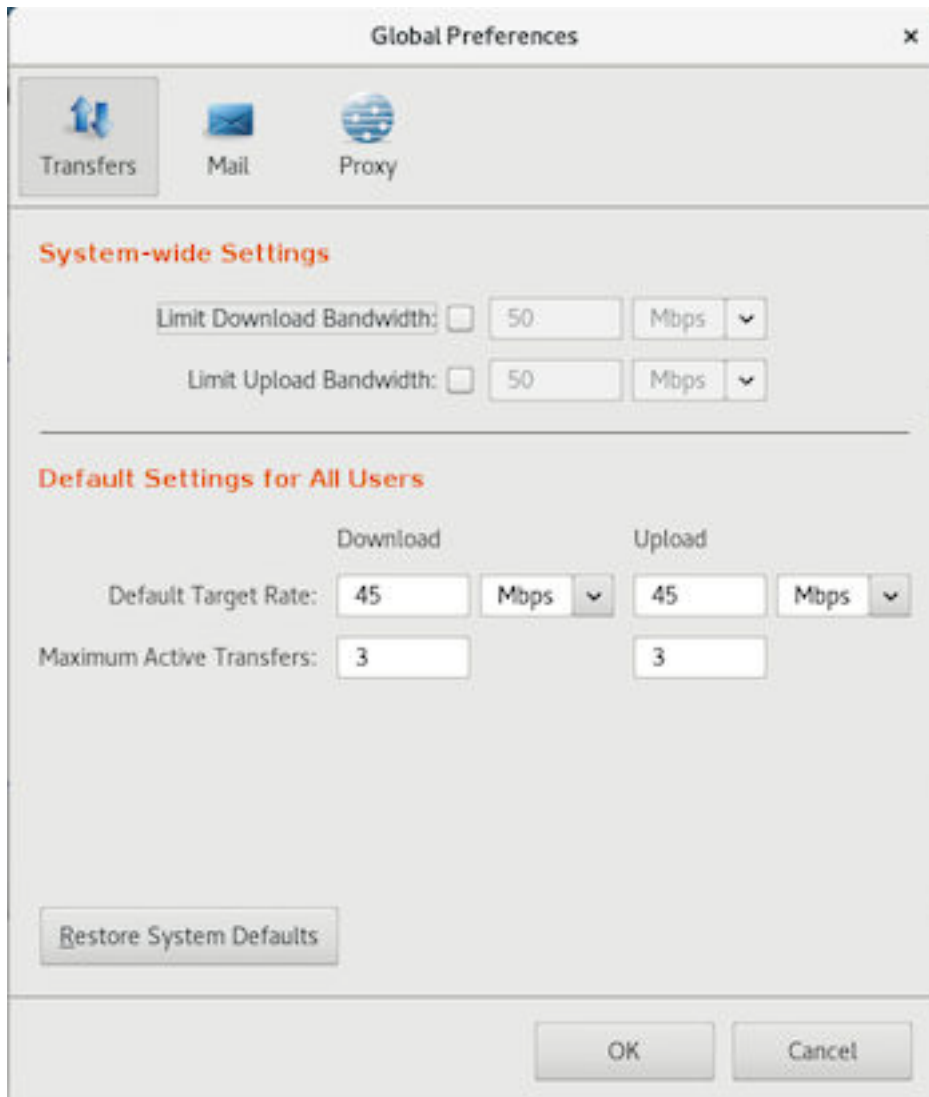 Global Preferences
Transfers Mail Proxy
System-wide Settings
Limit Download Bandwidth: 50 Mbps
Limit Upload Bandwidth: 50 Mbps
Default Settings for All Users
Download Upload
Default Target Rate: 45 Mbps 45 Mbps
Maximum Active Transfers: 3 3
Restore System Defaults
OK Cancel